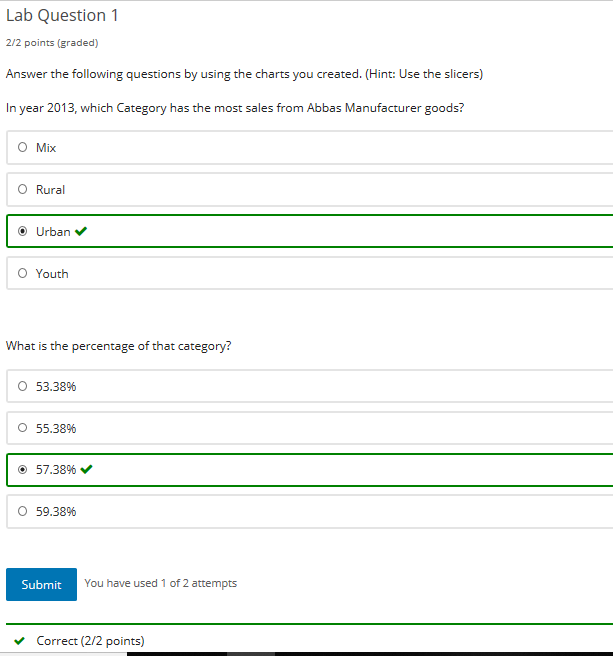 Lab Question 1
2/2 points (graded)
Answer the following questions by using the charts you created. (Hint: Use the slicers)
In year 2013, which Category has the most sales from Abbas Manufacturer goods?
Mix
Rural
Urban
Youth
What is the percentage of that category?
53.38%
55.38%
57.38%
59.38%
Submit You have used 1 of 2 attempts
Correct (2/2 points)